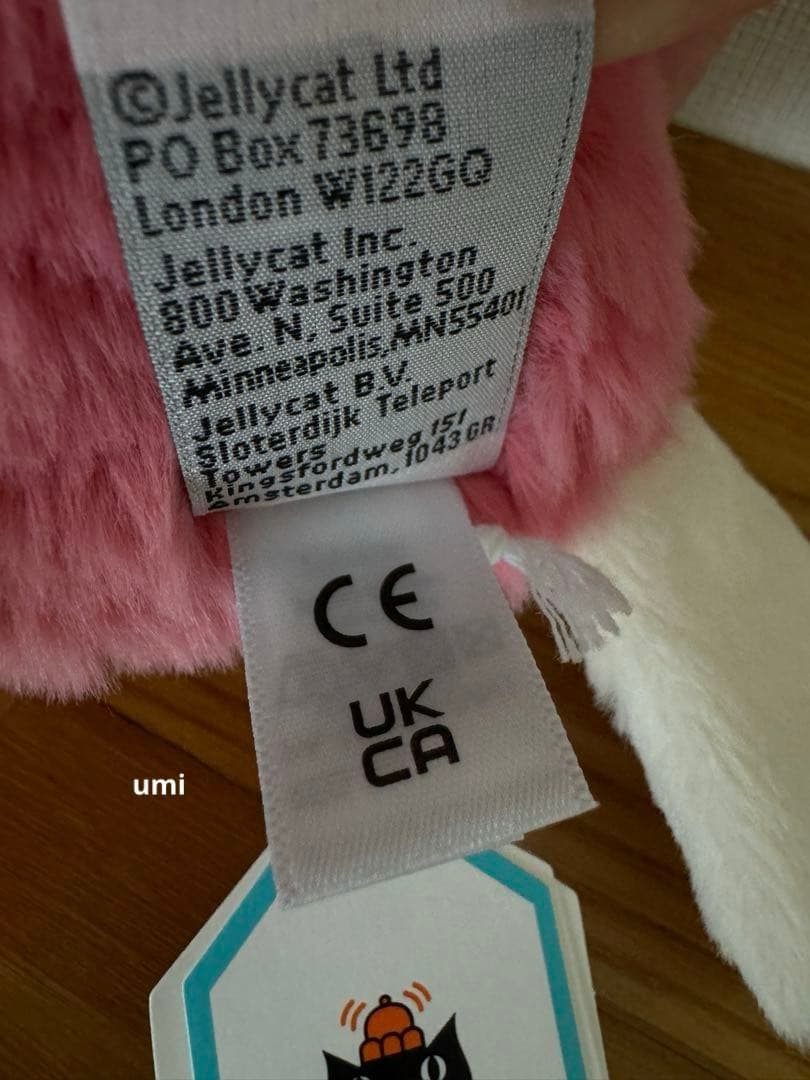 ©Jellycat Ltd
PO Box 73698
London W122GQ
Jellycat Inc.
800 Washington
Ave. N, Suite 500
Minneapolis, MN55401
Jellycat B.V.
Sloterdijk Teleport
Towers
Kingsfordweg 151
Amsterdam, 1043 GR
CE
UK
CA
umi